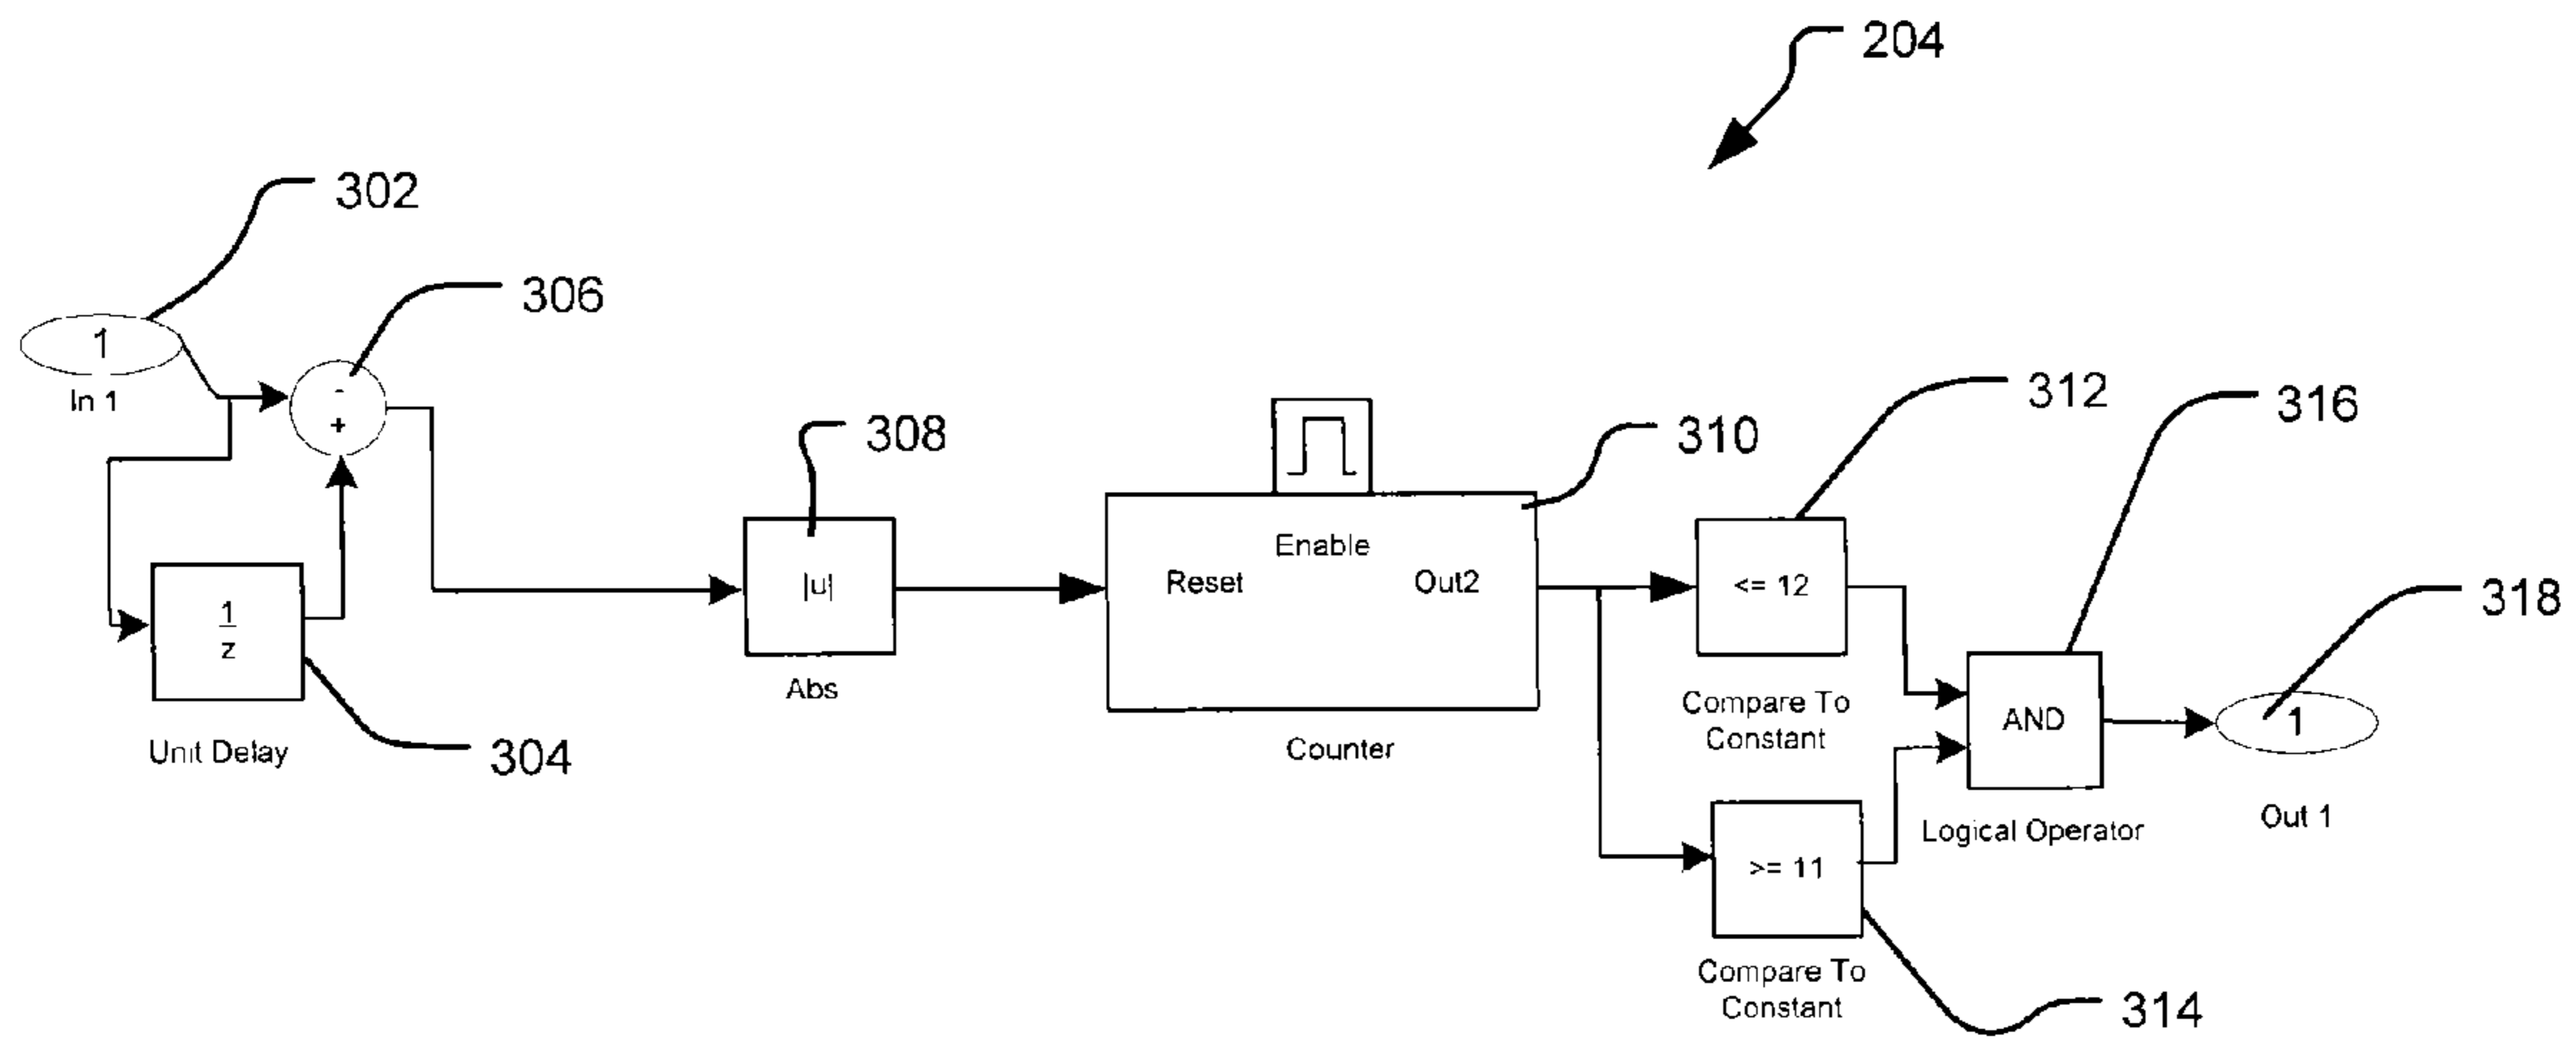 204
302
306
1
In 1
-
+
308
310
312
316
318
1
z
Unit Delay
304
|u|
Abs
Enable
Reset
Out2
Counter
<= 12
Compare To
Constant
AND
Logical Operator
1
Out 1
>= 11
Compare To
Constant
314